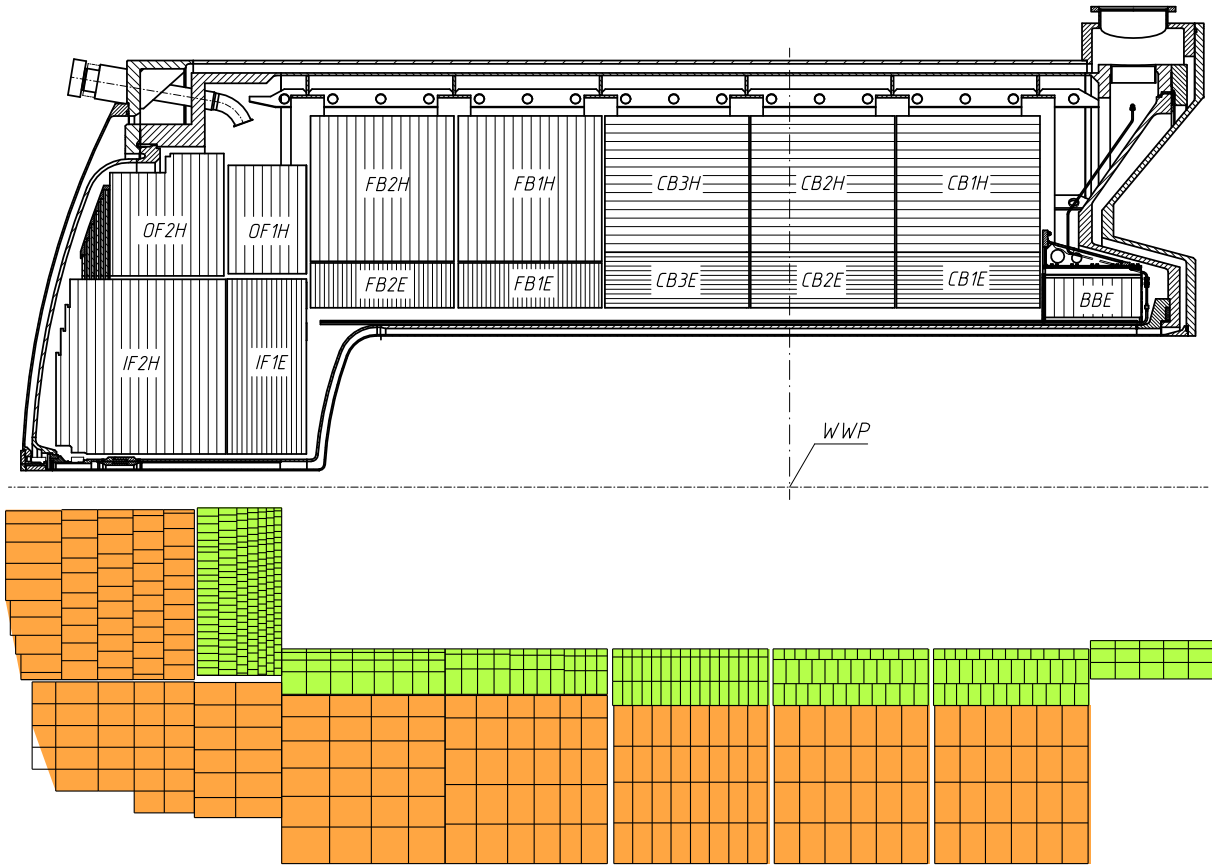 FB2H
FB1H
CB3H
CB2H
CB1H
OF2H
OF1H
FB2E
FB1E
CB3E
CB2E
CB1E
BBE
IF2H
IF1E
WWP